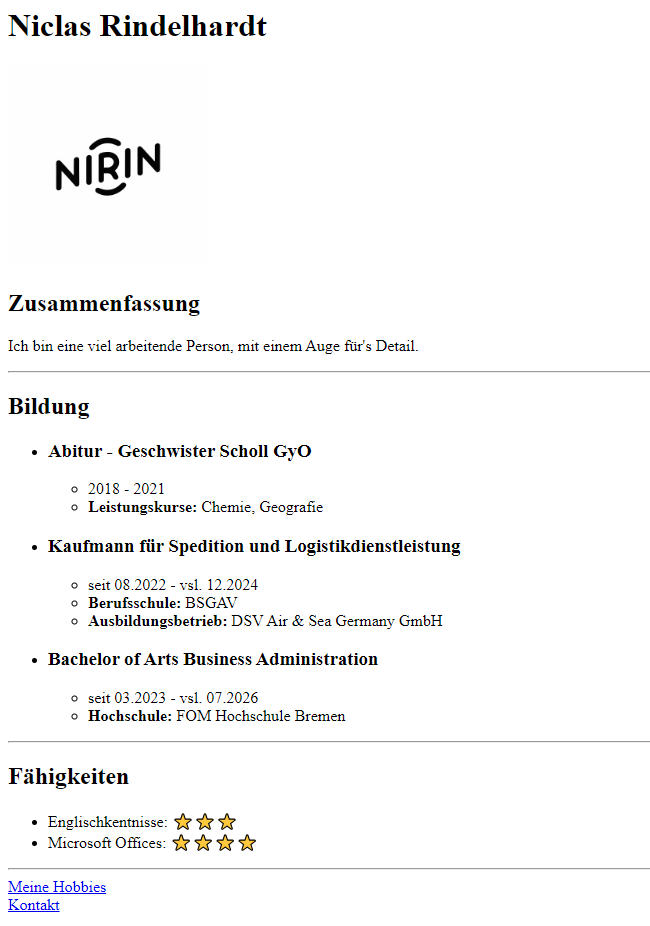 Niclas Rindelhardt
NIRIN
Zusammenfassung
Ich bin eine viel arbeitende Person, mit einem Auge für's Detail.
Bildung
Abitur - Geschwister Scholl GyO
2018 - 2021
Leistungskurse: Chemie, Geografie
Kaufmann für Spedition und Logistikdienstleistung
seit 08.2022 - vsl. 12.2024
Berufsschule: BSGAV
Ausbildungsbetrieb: DSV Air & Sea Germany GmbH
Bachelor of Arts Business Administration
seit 03.2023 - vsl. 07.2026
Hochschule: FOM Hochschule Bremen
Fähigkeiten
Englischkentnisse: ⭐⭐⭐
Microsoft Offices: ⭐⭐⭐⭐
Meine Hobbies
Kontakt